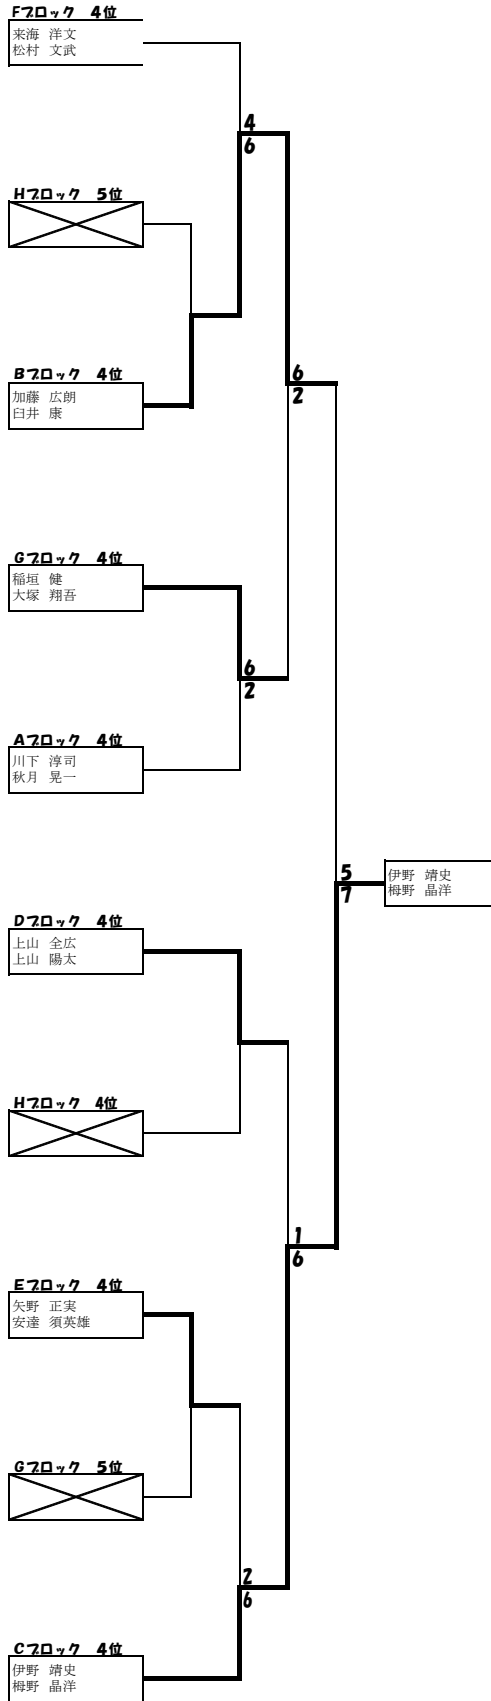 Fブロック 4位
来海 洋文
松村 文武
4
6
Hブロック 5位
Bブロック 4位
加藤 広朗
臼井 康
6
2
Gブロック 4位
稲垣 健
大塚 翔吾
6
2
Aブロック 4位
川下 淳司
秋月 晃一
5
7
伊野 靖史
栂野 晶洋
Dブロック 4位
上山 全広
上山 陽太
Hブロック 4位
1
6
Eブロック 4位
矢野 正実
安達 須英雄
Gブロック 5位
2
6
Cブロック 4位
伊野 靖史
栂野 晶洋